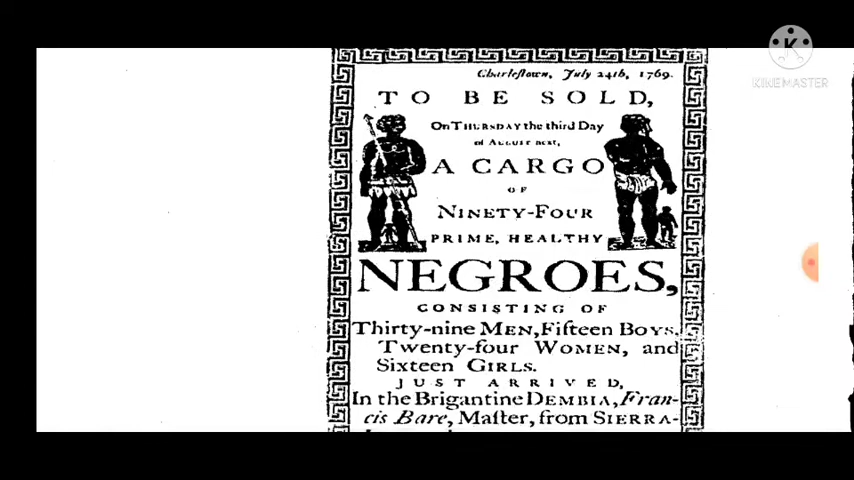 Charlestown, July 24th, 1769.
TO BE SOLD,
On THURSDAY the third Day
of AUGUST next,
A CARGO
OF
NINETY-FOUR
PRIME, HEALTHY
NEGROES,
CONSISTING OF
Thirty-nine MEN, Fifteen BOYS,
Twenty-four WOMEN, and
Sixteen GIRLS.
JUST ARRIVED,
In the Brigantine DEMBIA, Fran-
cis Bare, Maſter, from SIERRA-
K
KINEMASTER